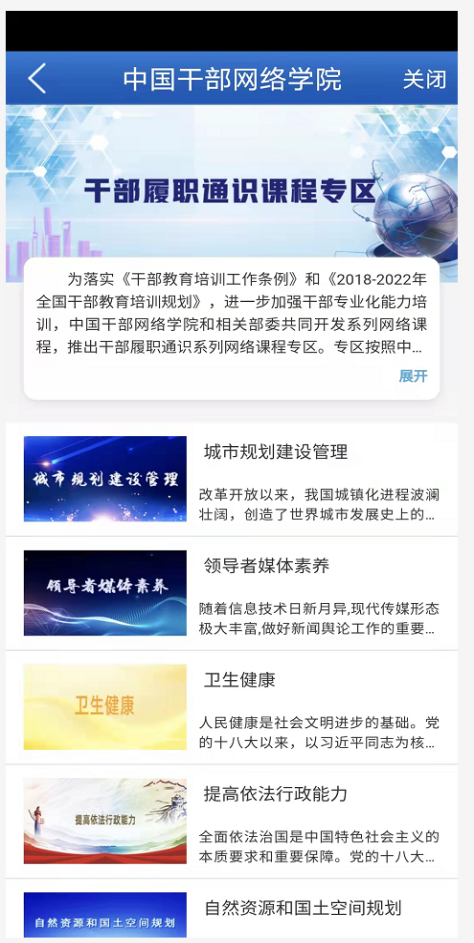 中国干部网络学院
关闭
干部履职通识课程专区
为落实《干部教育培训工作条例》和《2018-2022年
全国干部教育培训规划》，进一步加强干部专业化能力培
训，中国干部网络学院和相关部委共同开发系列网络课
程，推出干部履职通识系列网络课程专区。专区按照中...
展开
城市规划建设管理
城市规划建设管理
改革开放以来，我国城镇化进程波澜
壮阔，创造了世界城市发展史上的...
领导者媒体素养
领导者媒体素养
随着信息技术日新月异,现代传媒形态
极大丰富,做好新闻舆论工作的重要...
卫生健康
卫生健康
人民健康是社会文明进步的基础。党
的十八大以来，以习近平同志为核...
提高依法行政能力
提高依法行政能力
全面依法治国是中国特色社会主义的
本质要求和重要保障。党的十八大...
自然资源和国土空间规划
自然资源和国土空间规划